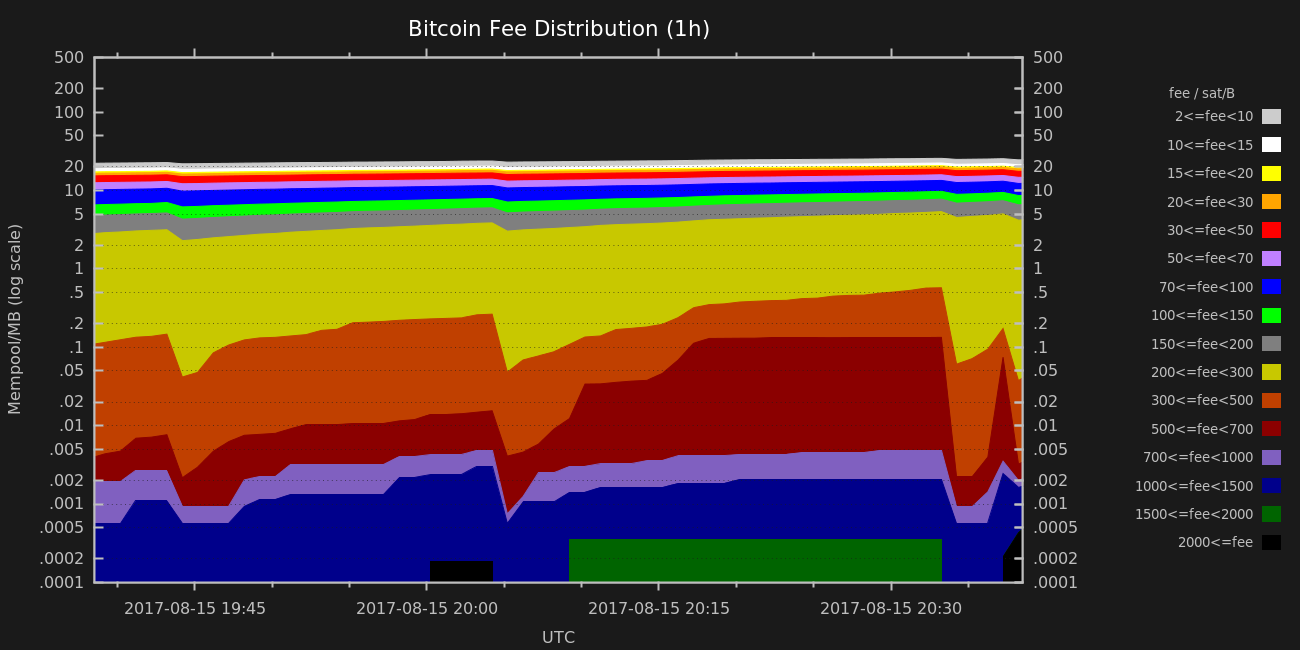 Bitcoin Fee Distribution (1h)
500 500
200 200
100 100
50 50
20 20
10 10
5 5
2 2
1 1
.5 .5
.2 .2
.1 .1
.05 .05
.02 .02
.01 .01
.005 .005
.002 .002
.001 .001
.0005 .0005
.0002 .0002
.0001 .0001
Mempool/MB (log scale)
2017-08-15 19:45 2017-08-15 20:00 2017-08-15 20:15 2017-08-15 20:30
UTC
fee / sat/B
2<=fee<10
10<=fee<15
15<=fee<20
20<=fee<30
30<=fee<50
50<=fee<70
70<=fee<100
100<=fee<150
150<=fee<200
200<=fee<300
300<=fee<500
500<=fee<700
700<=fee<1000
1000<=fee<1500
1500<=fee<2000
2000<=fee